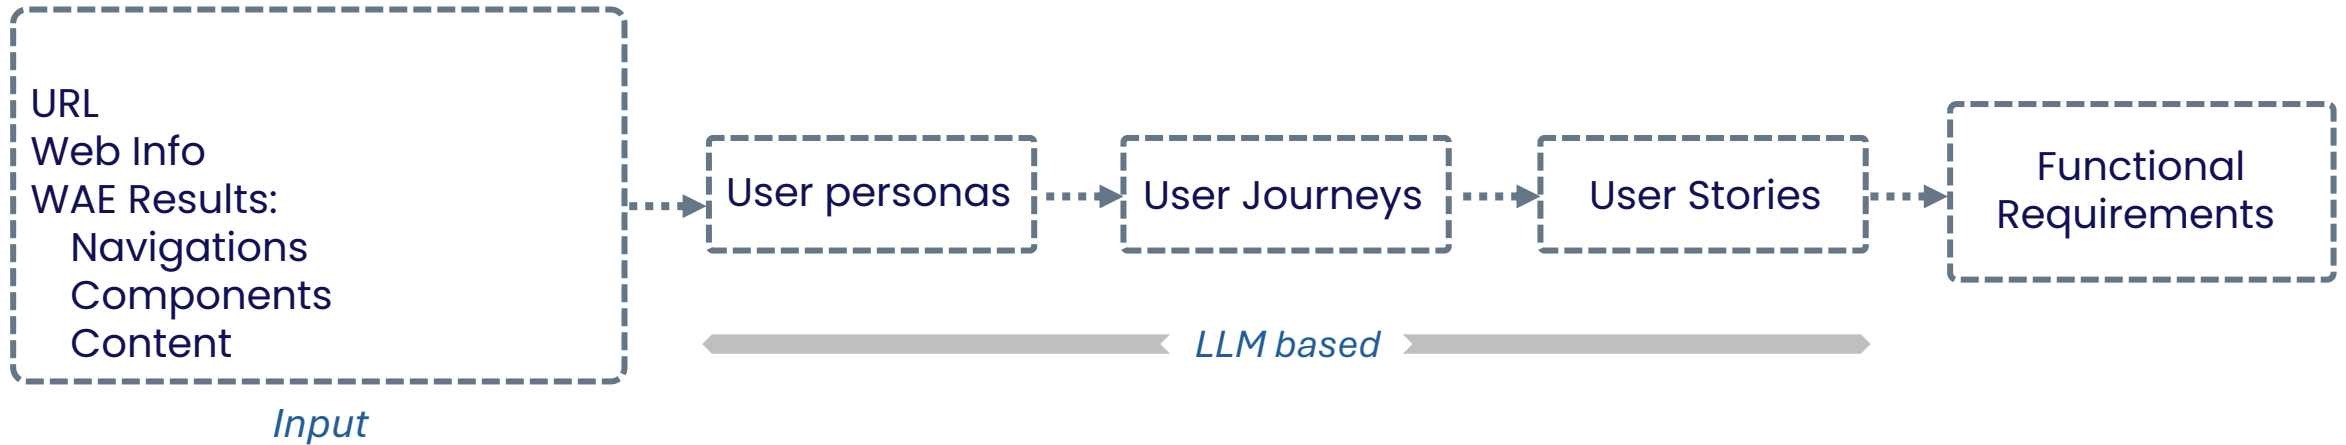 URL
Web Info
WAE Results:
Navigations
Components
Content
Input
User personas
User Journeys
User Stories
LLM based
Functional
Requirements